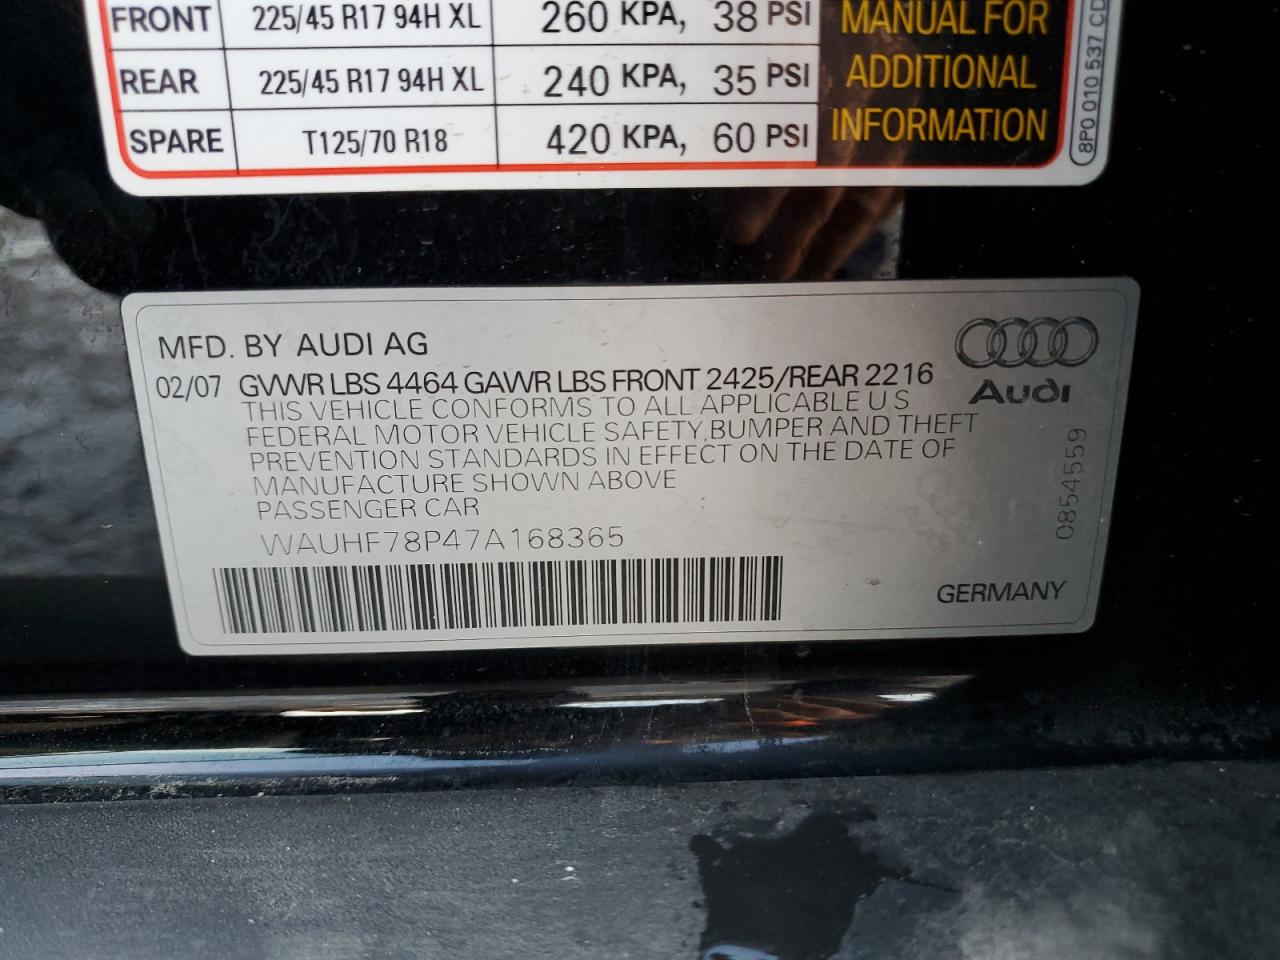 FRONT 225/45 R17 94H XL 260 KPA, 38 PSI
REAR 225/45 R17 94H XL 240 KPA, 35 PSI
SPARE T125/70 R18 420 KPA, 60 PSI
MANUAL FOR
ADDITIONAL
INFORMATION
8P0 010 537 CD
MFD. BY AUDI AG
02/07 GVWR LBS 4464 GAWR LBS FRONT 2425/REAR 2216
THIS VEHICLE CONFORMS TO ALL APPLICABLE U S
FEDERAL MOTOR VEHICLE SAFETY,BUMPER AND THEFT
PREVENTION STANDARDS IN EFFECT ON THE DATE OF
MANUFACTURE SHOWN ABOVE
PASSENGER CAR
WAUHF78P47A168365
Audi
0854559
GERMANY